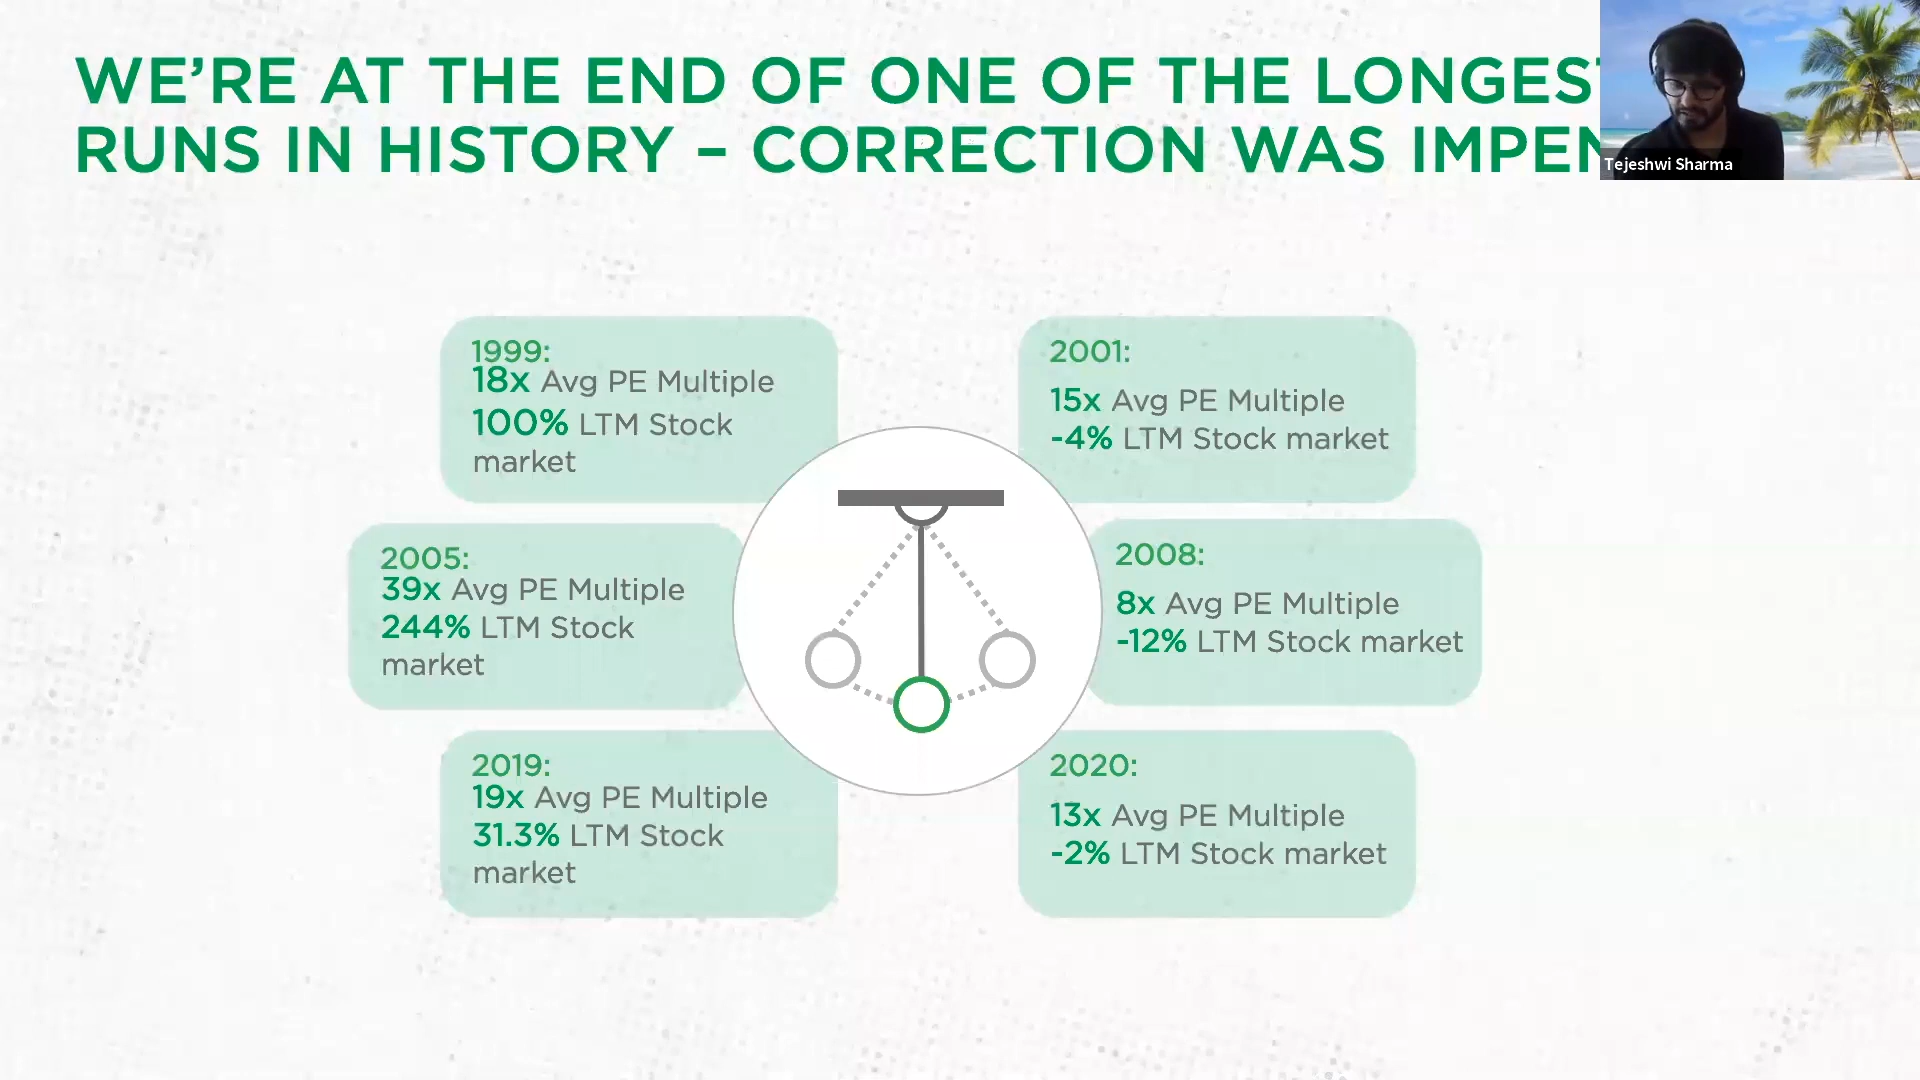 WE'RE AT THE END OF ONE OF THE LONGEST
RUNS IN HISTORY – CORRECTION WAS
Tejeshwi Sharma
1999:
18x Avg PE Multiple
100% LTM Stock
market
2001:
15x Avg PE Multiple
-4% LTM Stock market
2005:
39x Avg PE Multiple
244% LTM Stock
market
2008:
8x Avg PE Multiple
-12% LTM Stock market
2019:
19x Avg PE Multiple
31.3% LTM Stock
market
2020:
13x Avg PE Multiple
-2% LTM Stock market